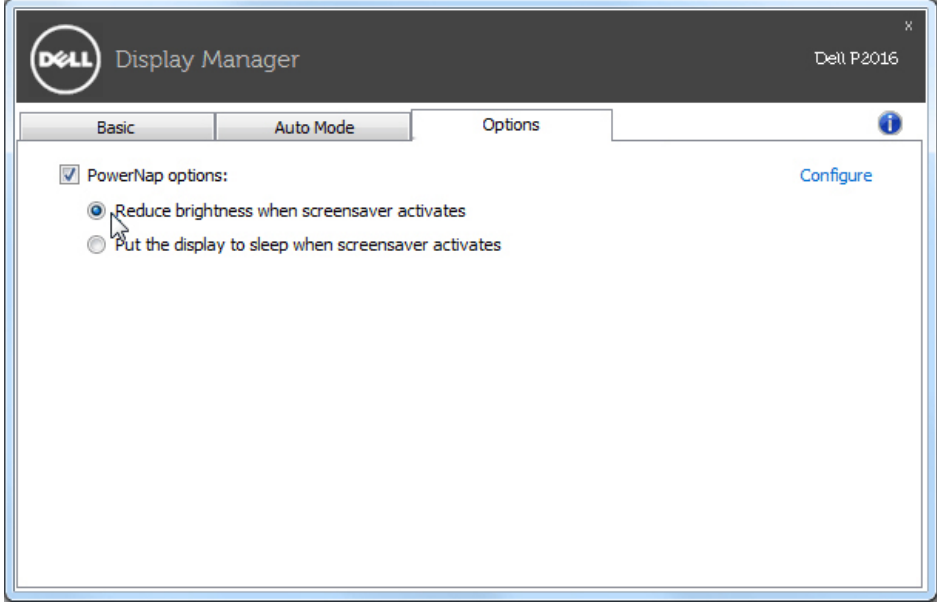 x
DELL Display Manager
Dell P2016
Basic Auto Mode Options
PowerNap options: Configure
Reduce brightness when screensaver activates
Put the display to sleep when screensaver activates